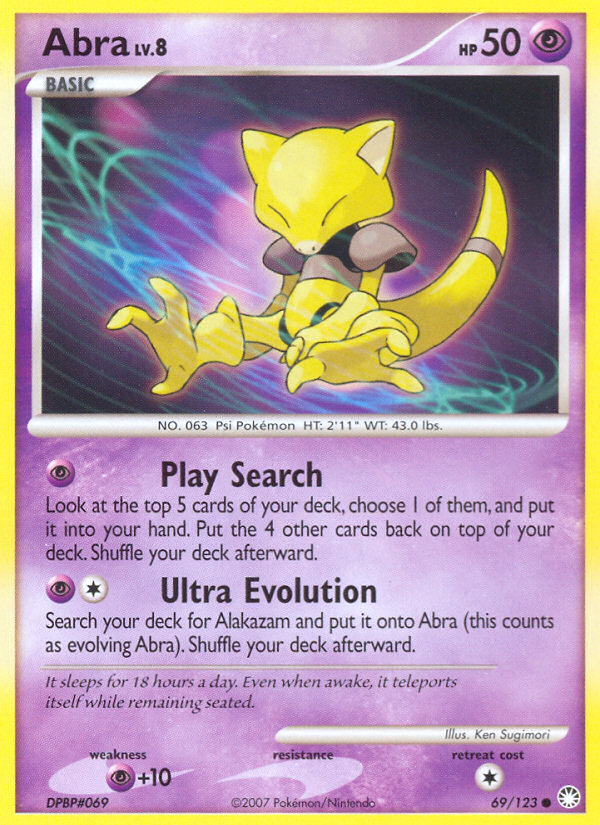 Abra LV.8 HP 50
BASIC
NO. 063 Psi Pokémon HT: 2'11" WT: 43.0 lbs.
Play Search
Look at the top 5 cards of your deck, choose 1 of them, and put
it into your hand. Put the 4 other cards back on top of your
deck. Shuffle your deck afterward.
Ultra Evolution
Search your deck for Alakazam and put it onto Abra (this counts
as evolving Abra). Shuffle your deck afterward.
It sleeps for 18 hours a day. Even when awake, it teleports
itself while remaining seated.
Illus. Ken Sugimori
weakness resistance retreat cost
+10
DPBP#069 ©2007 Pokémon/Nintendo 69/123